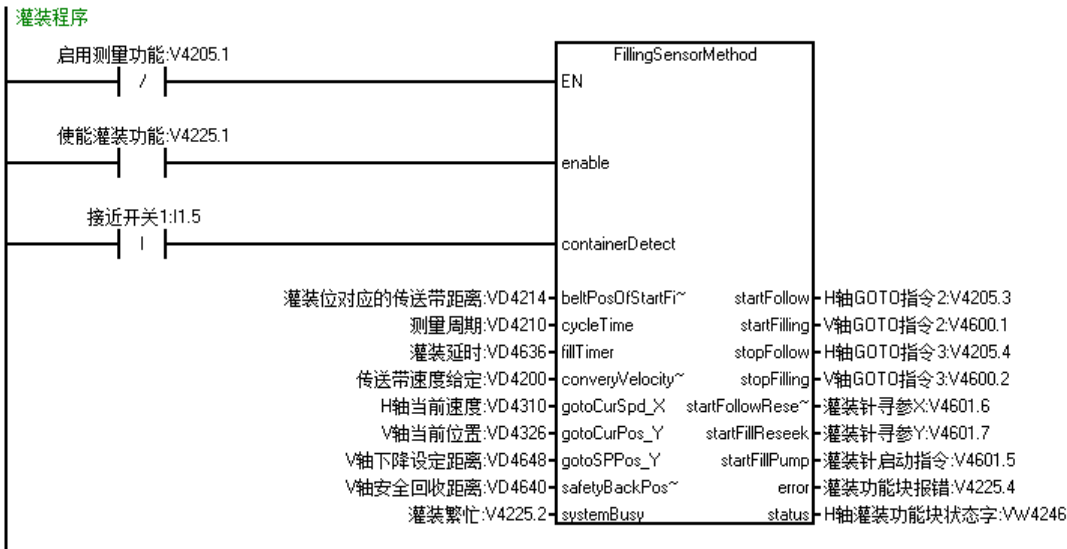 灌装程序
启用测量功能:V4205.1
FillingSensorMethod
/
EN
使能灌装功能:V4225.1
enable
接近开关1:I1.5
I
containerDetect
灌装位对应的传送带距离:VD4214 beltPosOfStartFi~ startFollow H轴GOTO指令2:V4205.3
测量周期:VD4210 cycleTime startFilling V轴GOTO指令2:V4600.1
灌装延时:VD4636 fillTimer stopFollow H轴GOTO指令3:V4205.4
传送带速度给定:VD4200 converyVelocity~ stopFilling V轴GOTO指令3:V4600.2
H轴当前速度:VD4310 gotoCurSpd_X startFollowRese~ 灌装针寻参X:V4601.6
V轴当前位置:VD4326 gotoCurPos_Y startFillReseek 灌装针寻参Y:V4601.7
V轴下降设定距离:VD4648 gotoSPPos_Y startFillPump 灌装针启动指令:V4601.5
V轴安全回收距离:VD4640 safetyBackPos~ error 灌装功能块报错:V4225.4
灌装繁忙:V4225.2 systemBusy status H轴灌装功能块状态字:VW4246